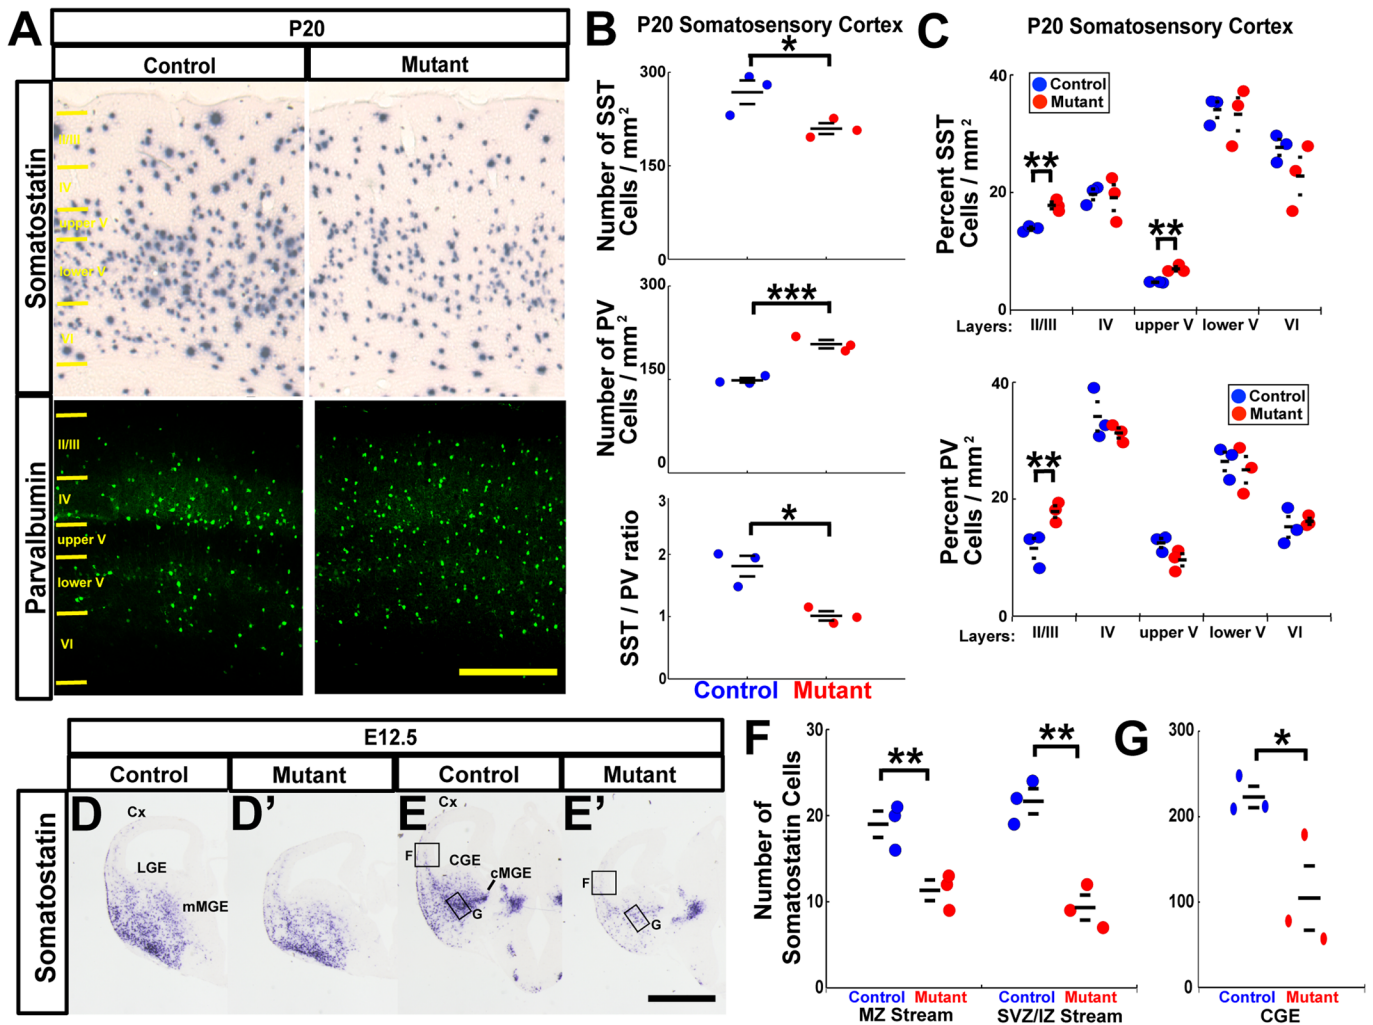 A
P20
Control Mutant
Somatostatin
II/III
IV
upper V
lower V
VI
Parvalbumin
II/III
IV
upper V
lower V
VI
B
P20 Somatosensory Cortex
*
Number of SST
Cells / mm2
300
150
0
***
Number of PV
Cells / mm2
300
150
0
*
SST / PV ratio
3
2
1
0
Control Mutant
C
P20 Somatosensory Cortex
Control
Mutant
Percent SST
Cells / mm2
40
20
0
**
**
Layers: II/III IV upper V lower V VI
Control
Mutant
Percent PV
Cells / mm2
40
20
0
**
Layers: II/III IV upper V lower V VI
E12.5
Control Mutant Control Mutant
Somatostatin
D
Cx
LGE
mMGE
D’
E
Cx
F
CGE
cMGE
G
E’
F
G
F
Number of
Somatostatin Cells
30
20
10
0
**
**
Control Mutant Control Mutant
MZ Stream SVZ/IZ Stream
G
300
200
100
0
*
Control Mutant
CGE